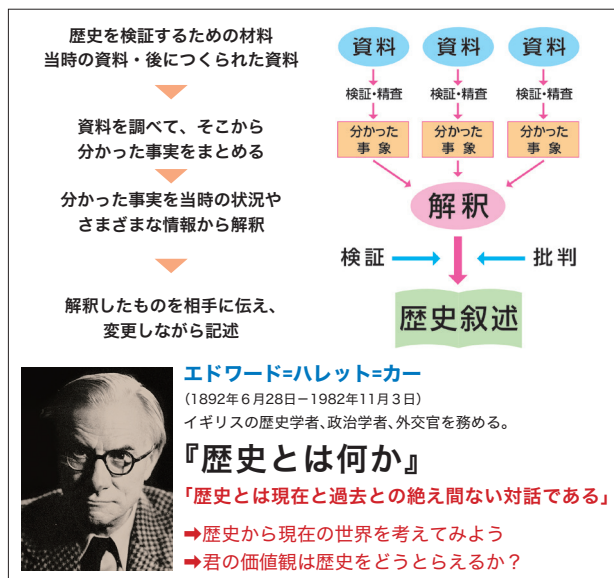 歴史を検証するための材料
当時の資料・後につくられた資料
資料を調べて、そこから
分かった事実をまとめる
分かった事実を当時の状況や
さまざまな情報から解釈
解釈したものを相手に伝え、
変更しながら記述
資料 資料 資料
検証・精査 検証・精査 検証・精査
分かった 分かった 分かった
事象 事象 事象
解釈
検証 批判
歴史叙述
エドワード=ハレット=カー
(1892年6月28日−1982年11月3日)
イギリスの歴史学者、政治学者、外交官を務める。
『歴史とは何か』
「歴史とは現在と過去との絶え間ない対話である」
➡歴史から現在の世界を考えてみよう
➡君の価値観は歴史をどうとらえるか？